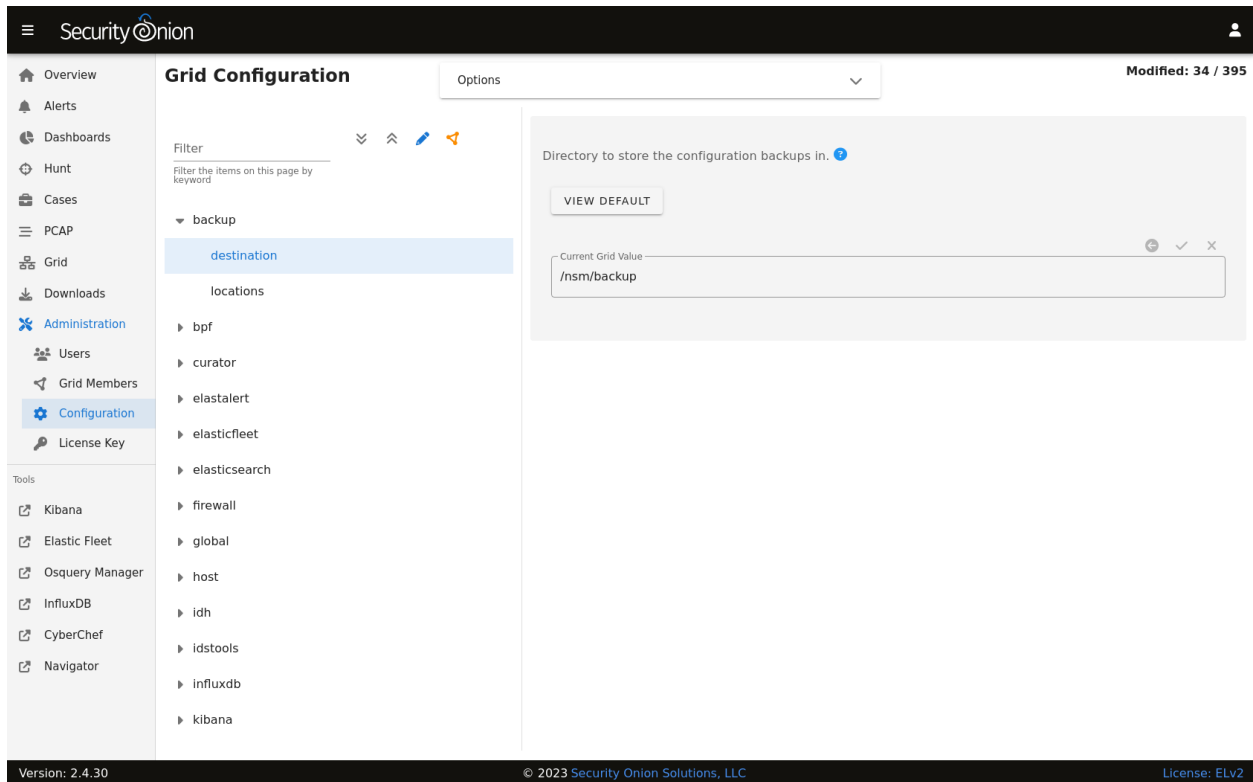 Security Onion
Overview
Alerts
Dashboards
Hunt
Cases
PCAP
Grid
Downloads
Administration
Users
Grid Members
Configuration
License Key
Tools
Kibana
Elastic Fleet
Osquery Manager
InfluxDB
CyberChef
Navigator
Grid Configuration
Options
Modified: 34 / 395
Filter
Filter the items on this page by
keyword
backup
destination
locations
bpf
curator
elastalert
elasticfleet
elasticsearch
firewall
global
host
idh
idstools
influxdb
kibana
Directory to store the configuration backups in. ?
VIEW DEFAULT
Current Grid Value
/nsm/backup
Version: 2.4.30
© 2023 Security Onion Solutions, LLC
License: ELv2